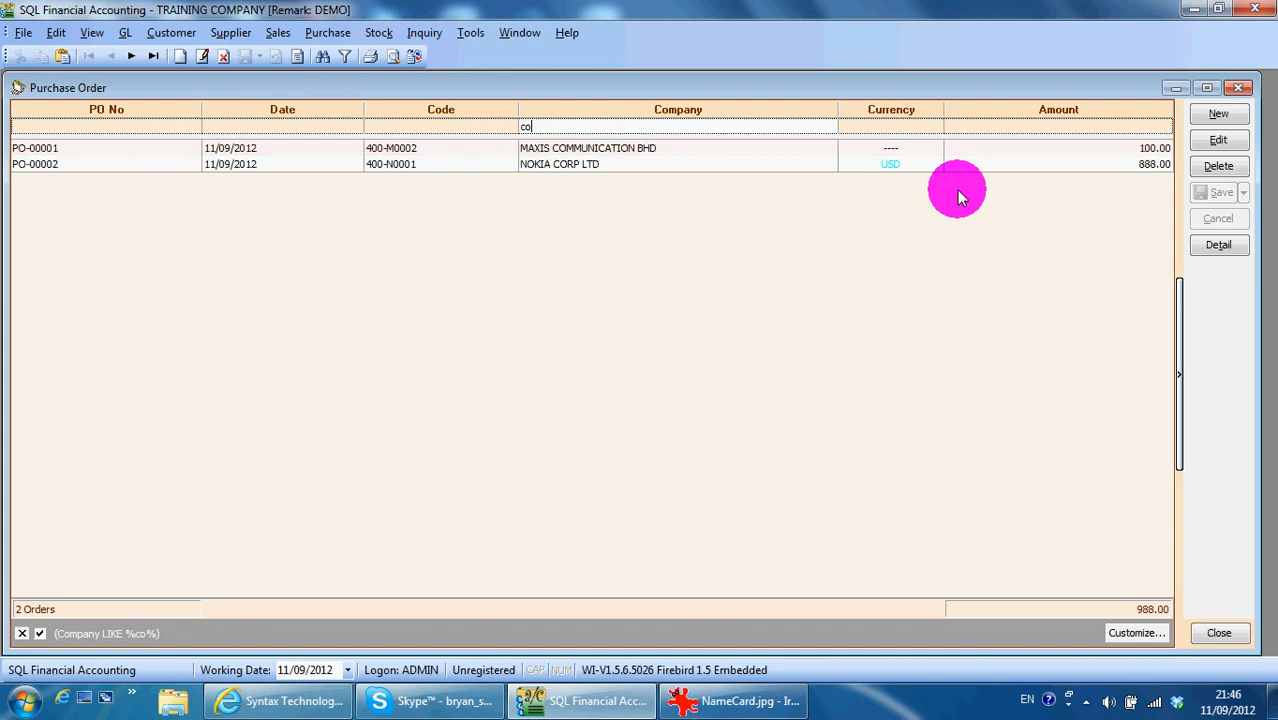 SQL Financial Accounting - TRAINING COMPANY [Remark: DEMO]
File Edit View GL Customer Supplier Sales Purchase Stock Inquiry Tools Window Help
Purchase Order
PO No Date Code Company Currency Amount
co
PO-00001 11/09/2012 400-M0002 MAXIS COMMUNICATION BHD ---- 100.00
PO-00002 11/09/2012 400-N0001 NOKIA CORP LTD USD 888.00
New
Edit
Delete
Save
Cancel
Detail
2 Orders 988.00
(Company LIKE %co%) Customize... Close
SQL Financial Accounting Working Date: 11/09/2012 Logon: ADMIN Unregistered CAP NUM WI-V1.5.6.5026 Firebird 1.5 Embedded
Syntax Technolog... Skype™ - bryan_s... SQL Financial Acc... NameCard.jpg - Ir... EN 21:46
11/09/2012